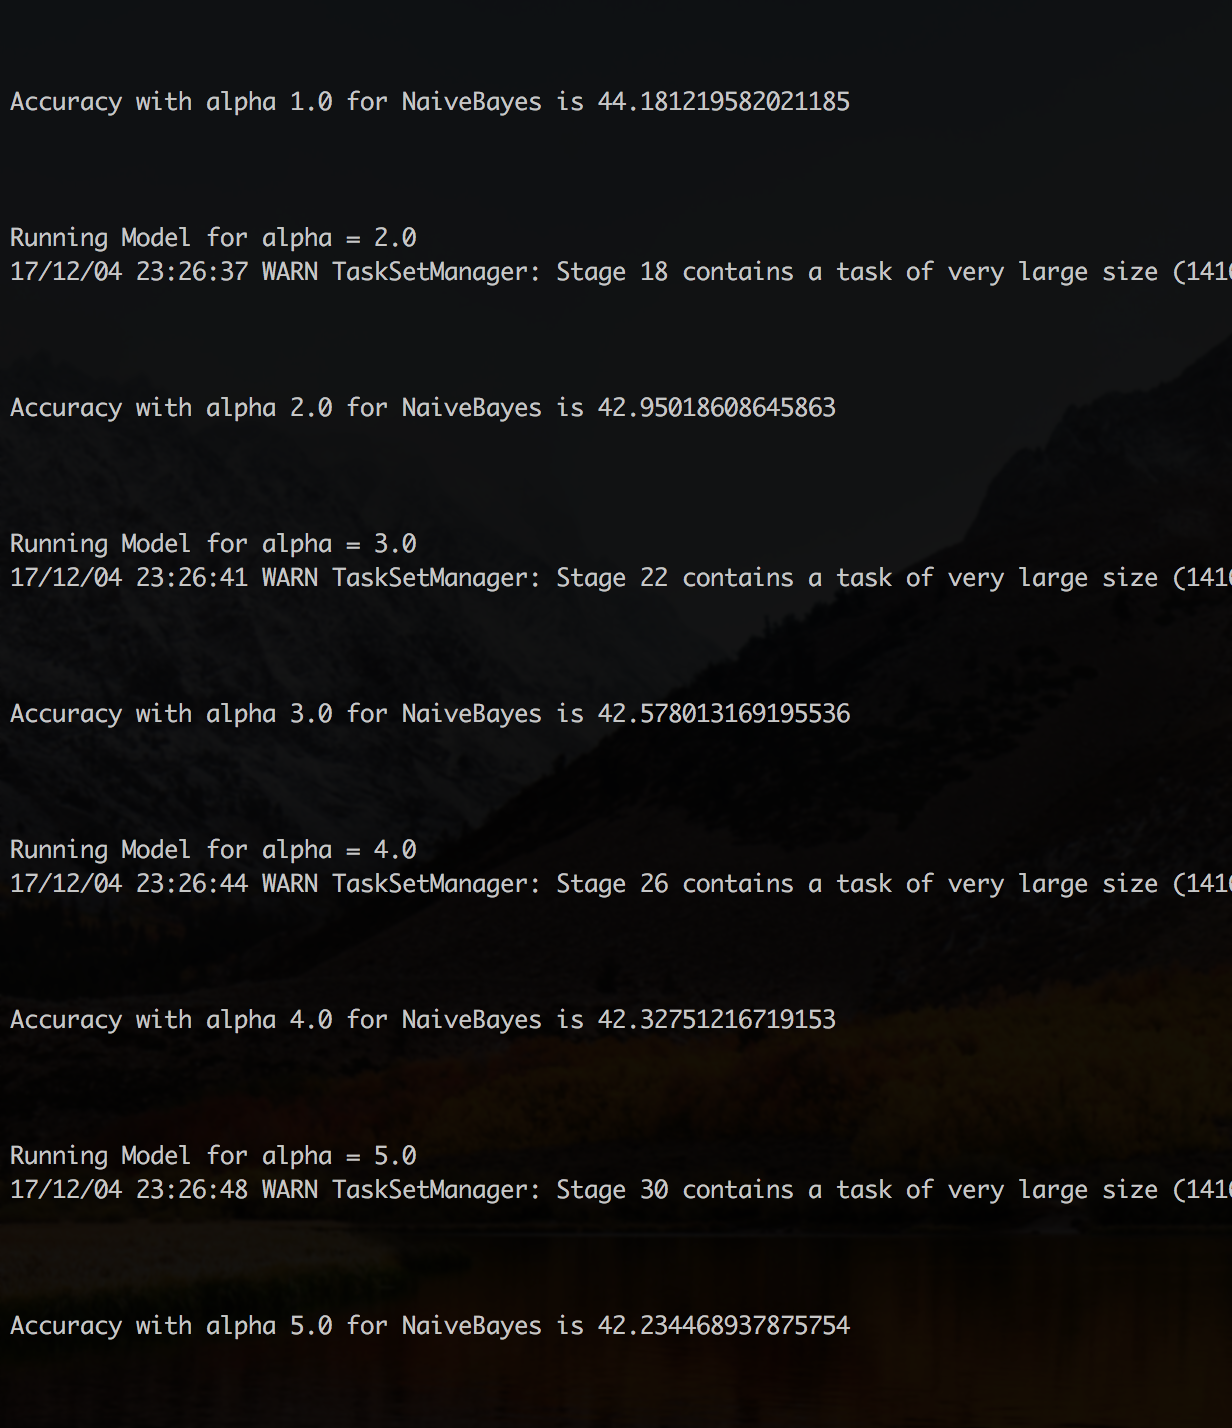 Accuracy with alpha 1.0 for NaiveBayes is 44.181219582021185
Running Model for alpha = 2.0
17/12/04 23:26:37 WARN TaskSetManager: Stage 18 contains a task of very large size (141
Accuracy with alpha 2.0 for NaiveBayes is 42.95018608645863
Running Model for alpha = 3.0
17/12/04 23:26:41 WARN TaskSetManager: Stage 22 contains a task of very large size (141
Accuracy with alpha 3.0 for NaiveBayes is 42.578013169195536
Running Model for alpha = 4.0
17/12/04 23:26:44 WARN TaskSetManager: Stage 26 contains a task of very large size (141
Accuracy with alpha 4.0 for NaiveBayes is 42.32751216719153
Running Model for alpha = 5.0
17/12/04 23:26:48 WARN TaskSetManager: Stage 30 contains a task of very large size (141
Accuracy with alpha 5.0 for NaiveBayes is 42.234468937875754